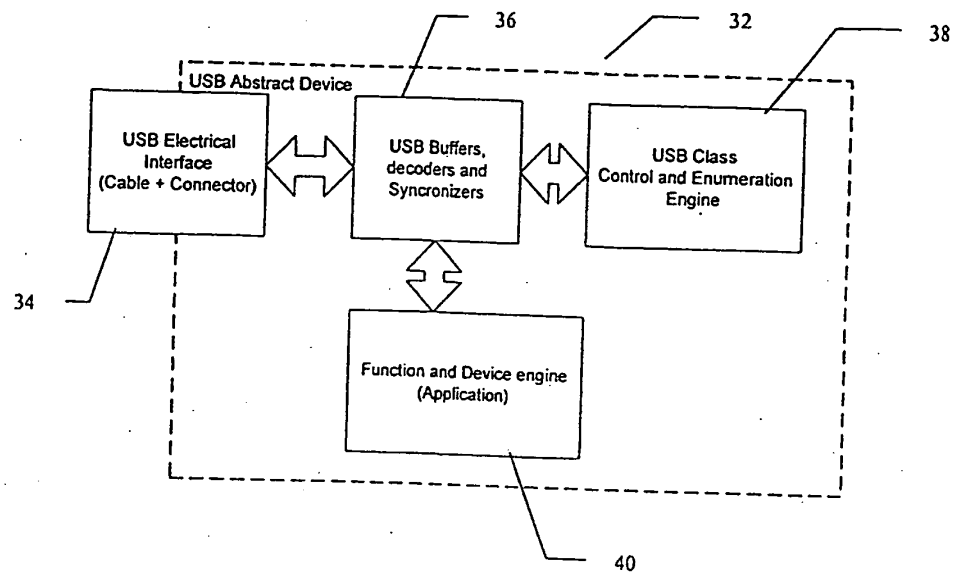 36
32
38
USB Abstract Device
USB Electrical
Interface
(Cable + Connector)
USB Buffers,
decoders and
Syncronizers
USB Class
Control and Enumeration
Engine
34
Function and Device engine
(Application)
40